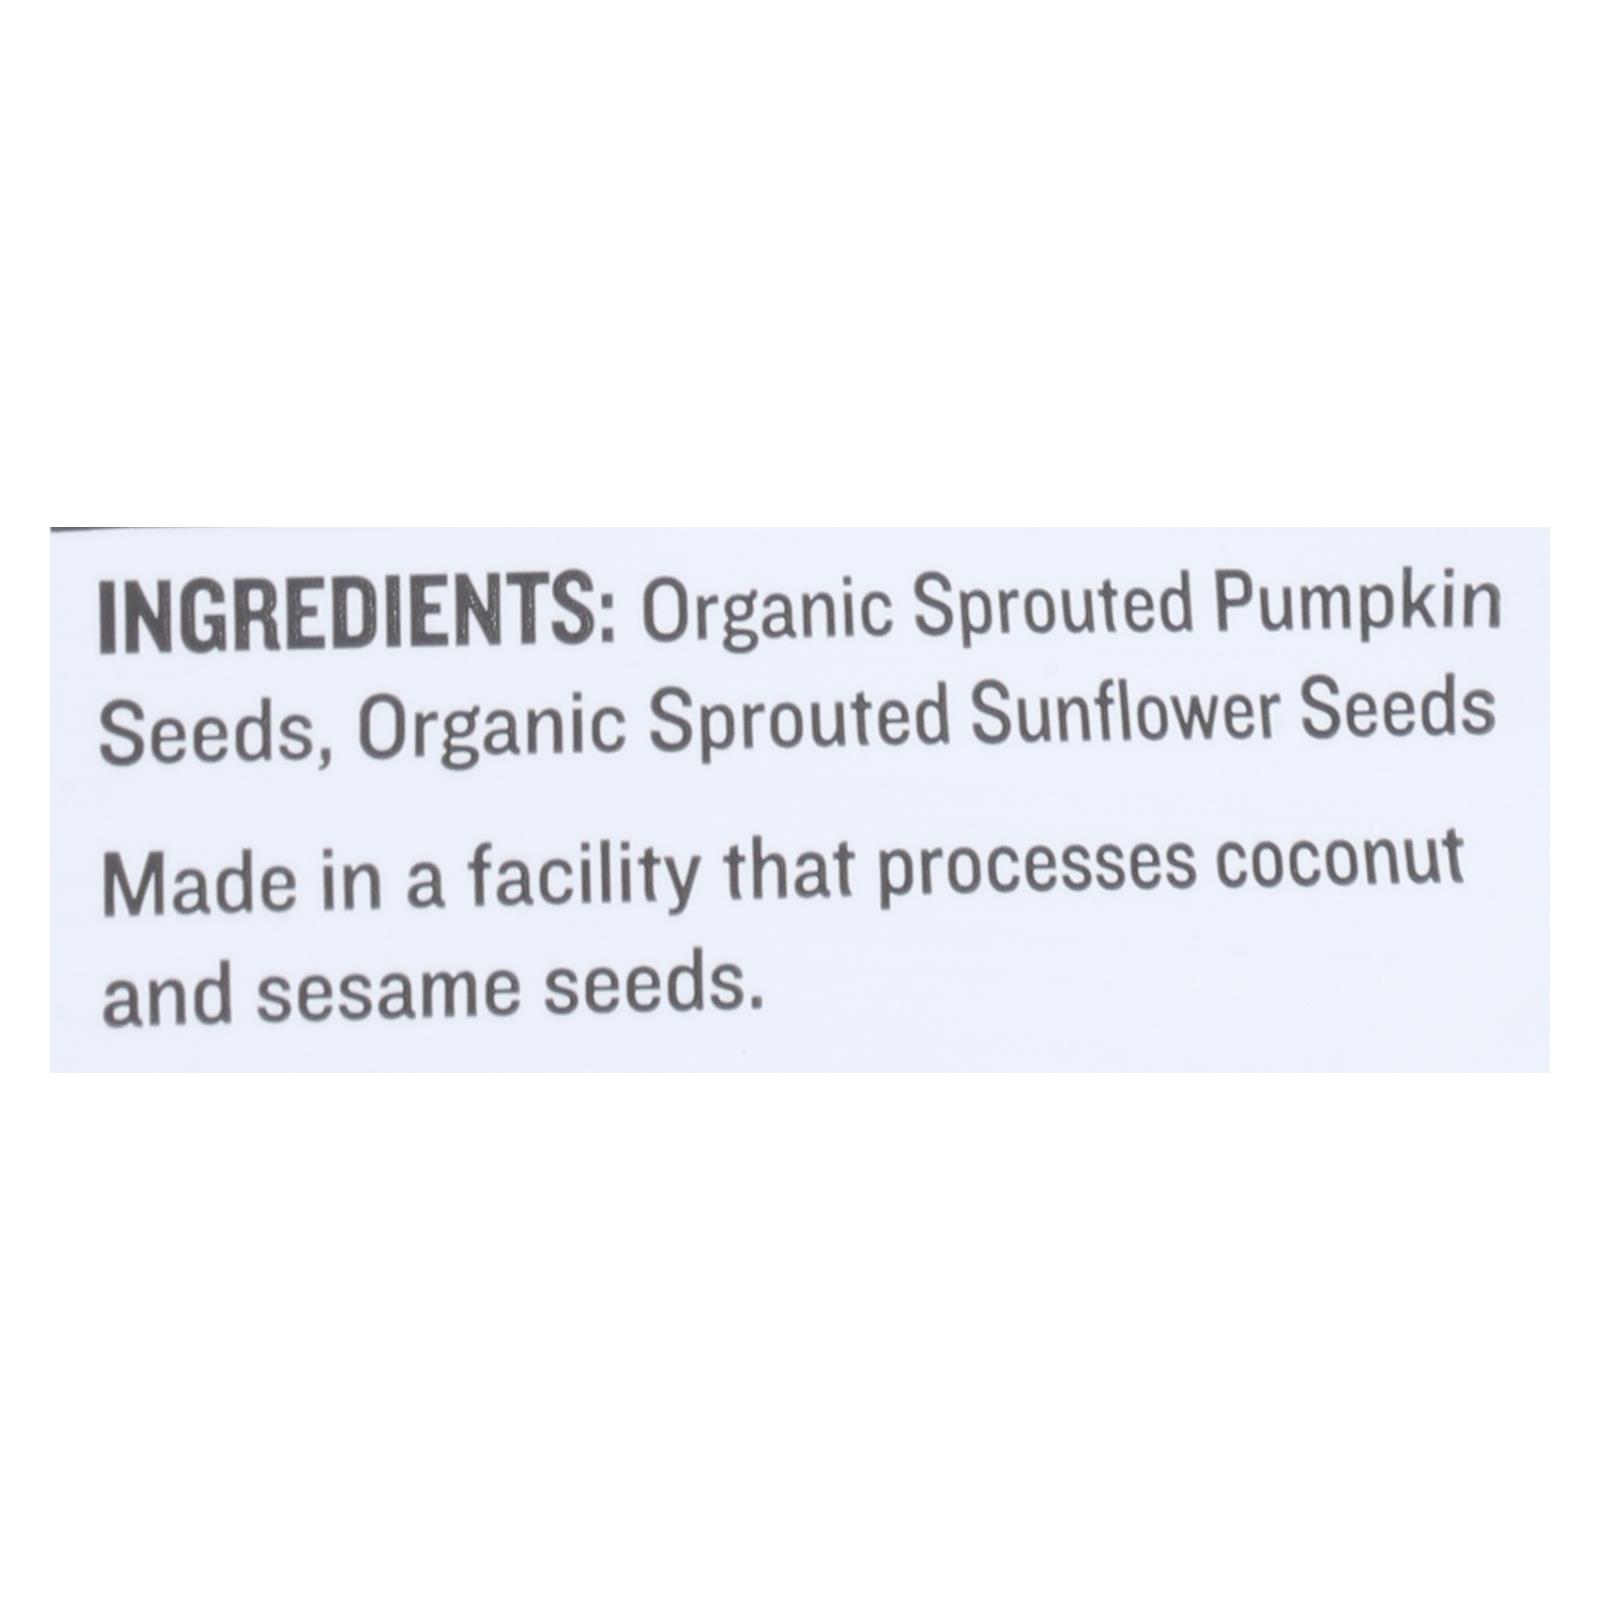 INGREDIENTS: Organic Sprouted Pumpkin
Seeds, Organic Sprouted Sunflower Seeds
Made in a facility that processes coconut
and sesame seeds.